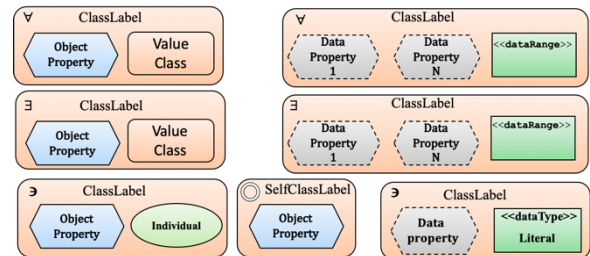 ∀ ClassLabel
Object
Property
Value
Class
∀ ClassLabel
Data
Property
1
Data
Property
N
<<dataRange>>
∃ ClassLabel
Object
Property
Value
Class
∃ ClassLabel
Data
Property
1
Data
Property
N
<<dataRange>>
∋ ClassLabel
Object
Property
Individual
SelfClassLabel
Object
Property
∋ ClassLabel
Data
property
<<dataType>>
Literal